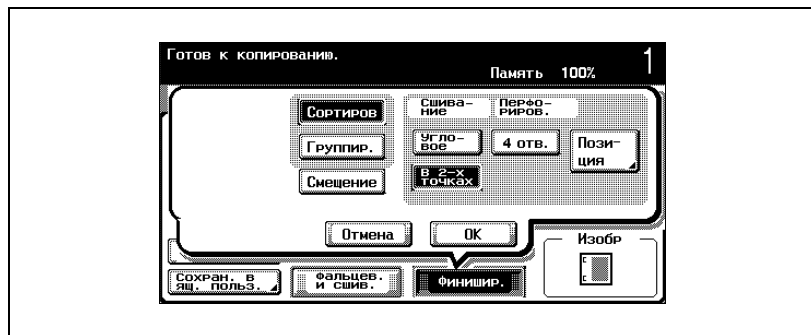 Готов к копированию.
Память 100%
1
Сортиров
Группир.
Смещение
Сшива-
ние
Перфо-
риров.
Угло-
вое
4 отв.
Пози-
ция
В 2-х
точках
Отмена
OK
Изобр
Сохран. в
ящ. польз.
Фальцев.
и сшив.
Финишир.